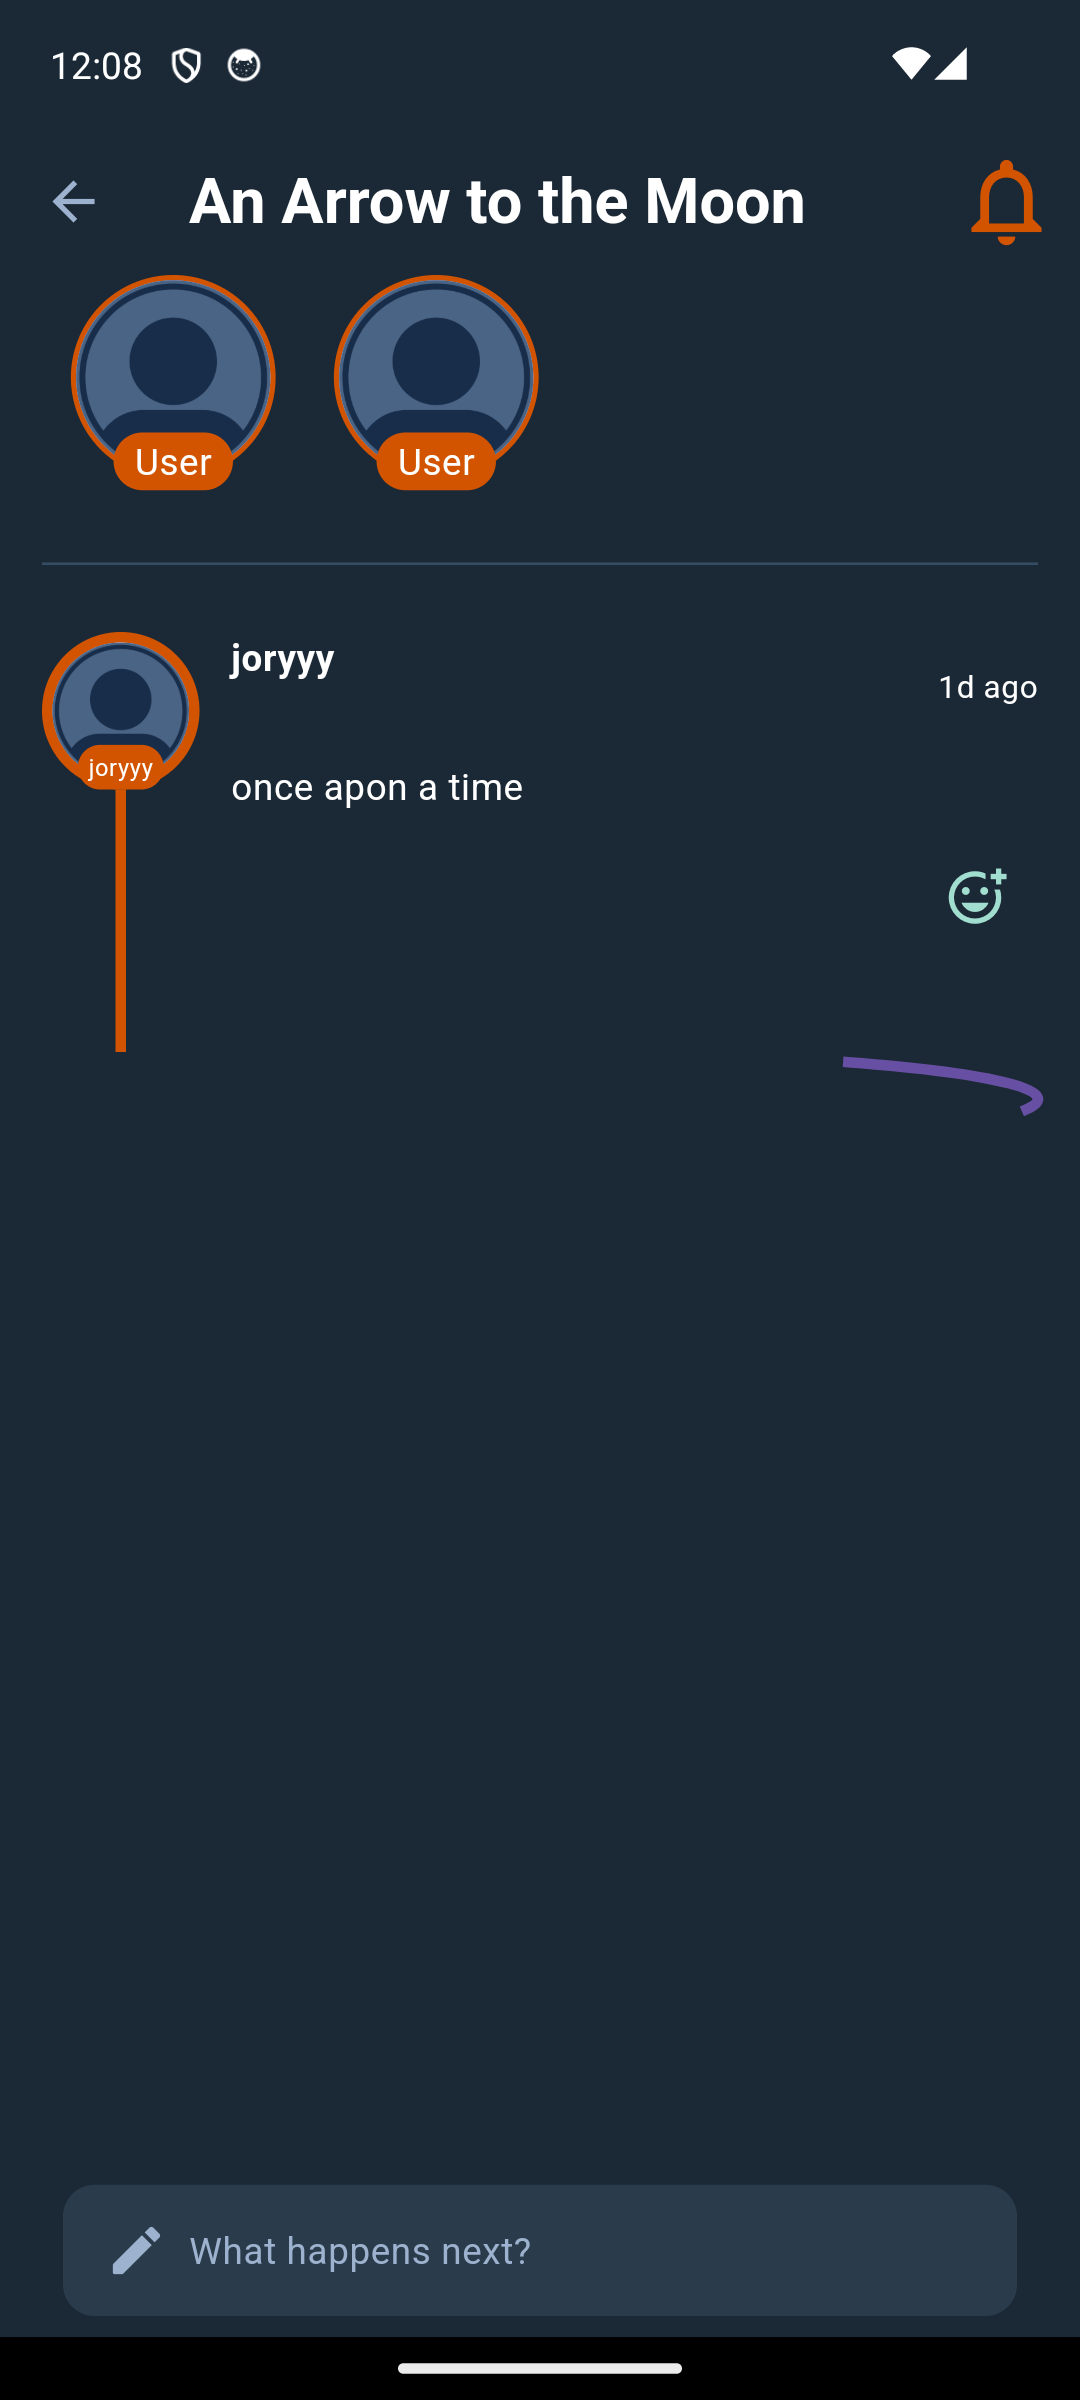 12:08
An Arrow to the Moon
User User
joryyy
1d ago
joryyy
once apon a time
What happens next?